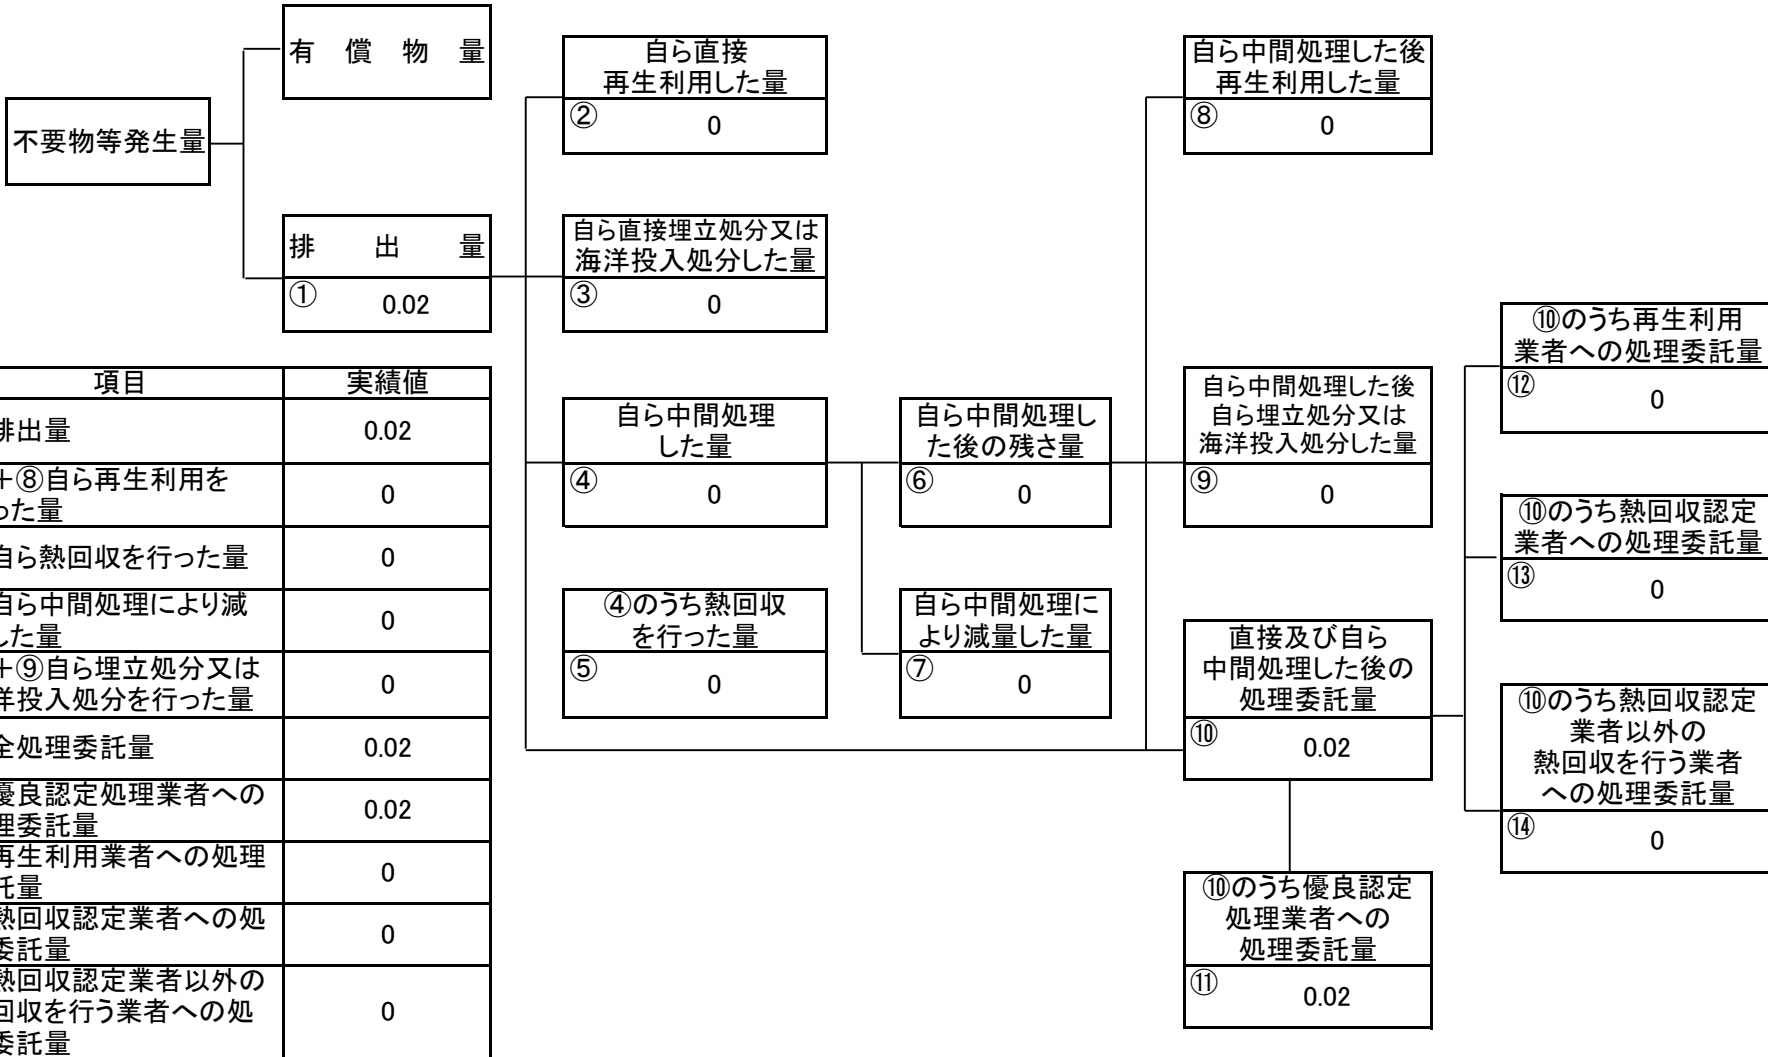 有償物量
不要物等発生量
排出量
①
0.02
自ら直接
再生利用した量
②
0
自ら直接埋立処分又は
海洋投入処分した量
③
0
自ら中間処理
した量
④
0
④のうち熱回収
を行った量
⑤
0
自ら中間処理し
た後の残さ量
⑥
0
自ら中間処理に
より減量した量
⑦
0
自ら中間処理した後
再生利用した量
⑧
0
自ら中間処理した後
自ら埋立処分又は
海洋投入処分した量
⑨
0
直接及び自ら
中間処理した後の
処理委託量
⑩
0.02
⑩のうち優良認定
処理業者への
処理委託量
⑪
0.02
⑩のうち再生利用
業者への処理委託量
⑫
0
⑩のうち熱回収認定
業者への処理委託量
⑬
0
⑩のうち熱回収認定
業者以外の
熱回収を行う業者
への処理委託量
⑭
0
項目 実績値
排出量 0.02
+⑧自ら再生利用を
った量
0
自ら熱回収を行った量 0
自ら中間処理により減
した量
0
+⑨自ら埋立処分又は
洋投入処分を行った量
0
全処理委託量 0.02
優良認定処理業者への
理委託量
0.02
再生利用業者への処理
託量
0
熱回収認定業者への処
委託量
0
熱回収認定業者以外の
回収を行う業者への処
委託量
0